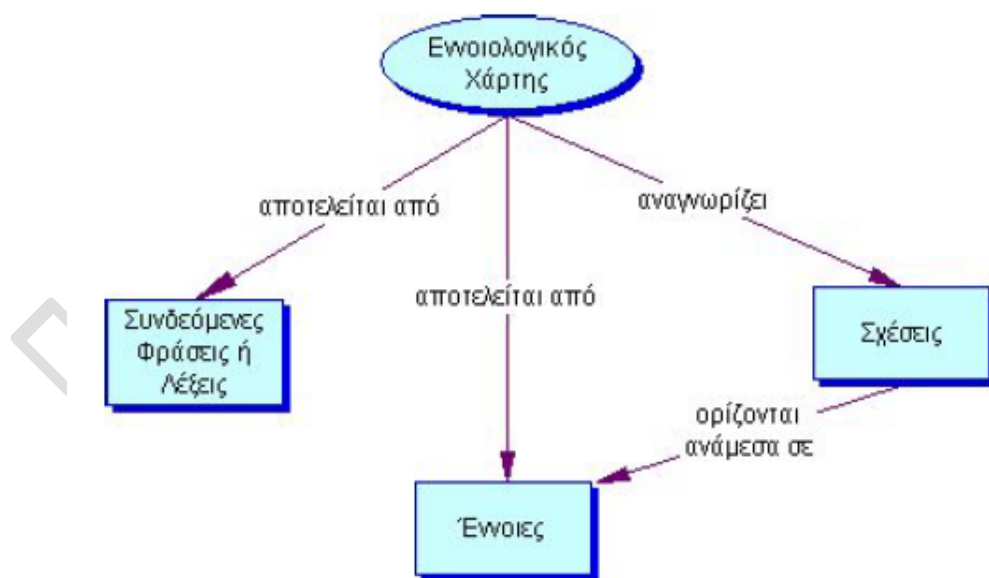 Εννοιολογικός
Χάρτης
αποτελείται από
αναγνωρίζει
αποτελείται από
Συνδεόμενες
Φράσεις ή
Λέξεις
Σχέσεις
ορίζονται
ανάμεσα σε
Έννοιες